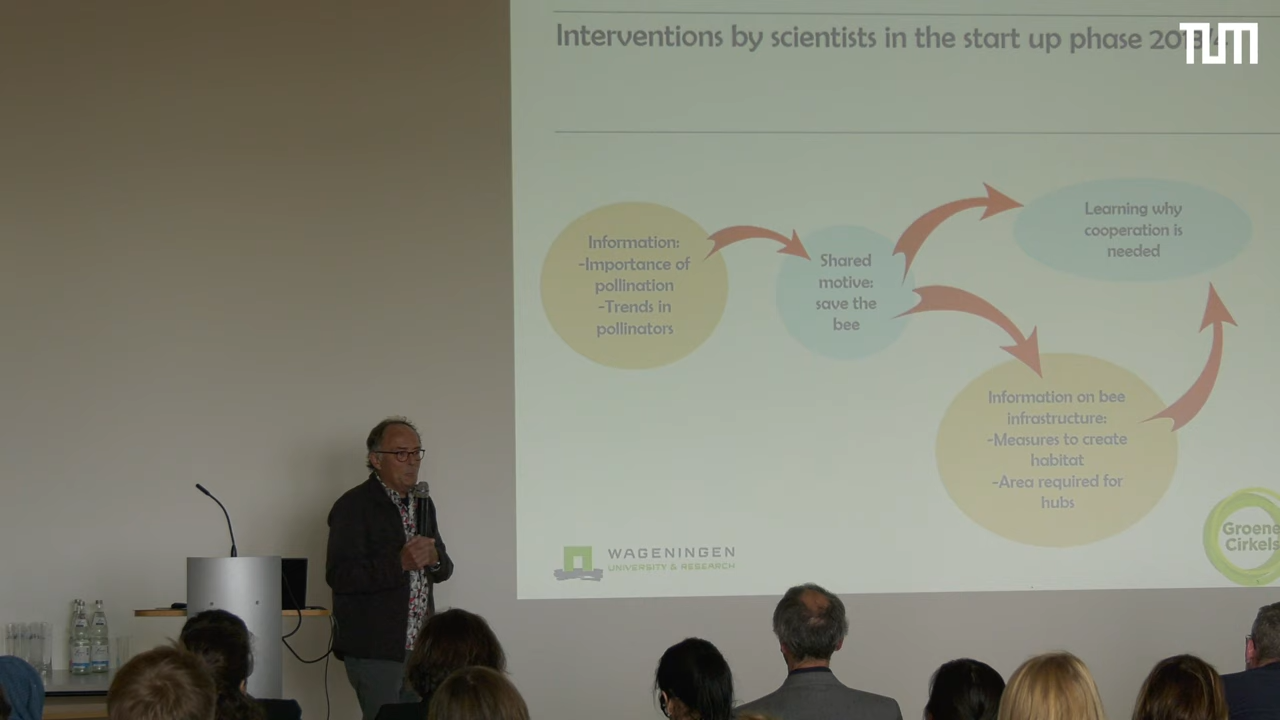 Interventions by scientists in the start up phase
TUM
Information:
-Importance of
pollination
-Trends in
pollinators
Shared
motive:
save the
bee
Learning why
cooperation is
needed
Information on bee
infrastructure:
-Measures to create
habitat
-Area required for
hubs
WAGENINGEN
UNIVERSITY & RESEARCH
Groene
Cirkels